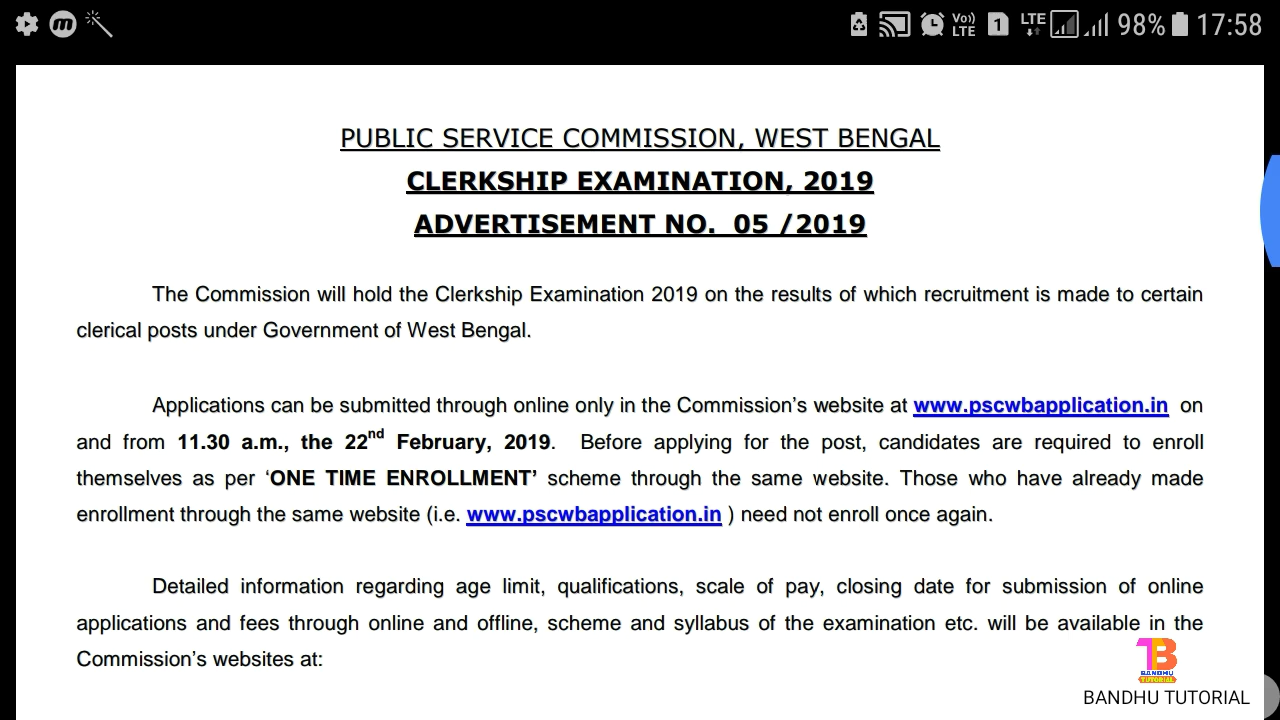 Vo)) LTE 1 LTE 98% 17:58
PUBLIC SERVICE COMMISSION, WEST BENGAL
CLERKSHIP EXAMINATION, 2019
ADVERTISEMENT NO. 05 /2019
The Commission will hold the Clerkship Examination 2019 on the results of which recruitment is made to certain
clerical posts under Government of West Bengal.
Applications can be submitted through online only in the Commission's website at www.pscwbapplication.in on
and from 11.30 a.m., the 22nd February, 2019. Before applying for the post, candidates are required to enroll
themselves as per ‘ONE TIME ENROLLMENT’ scheme through the same website. Those who have already made
enrollment through the same website (i.e. www.pscwbapplication.in ) need not enroll once again.
Detailed information regarding age limit, qualifications, scale of pay, closing date for submission of online
applications and fees through online and offline, scheme and syllabus of the examination etc. will be available in the
Commission's websites at:
TB
BANDHU
TUTORIAL
BANDHU TUTORIAL